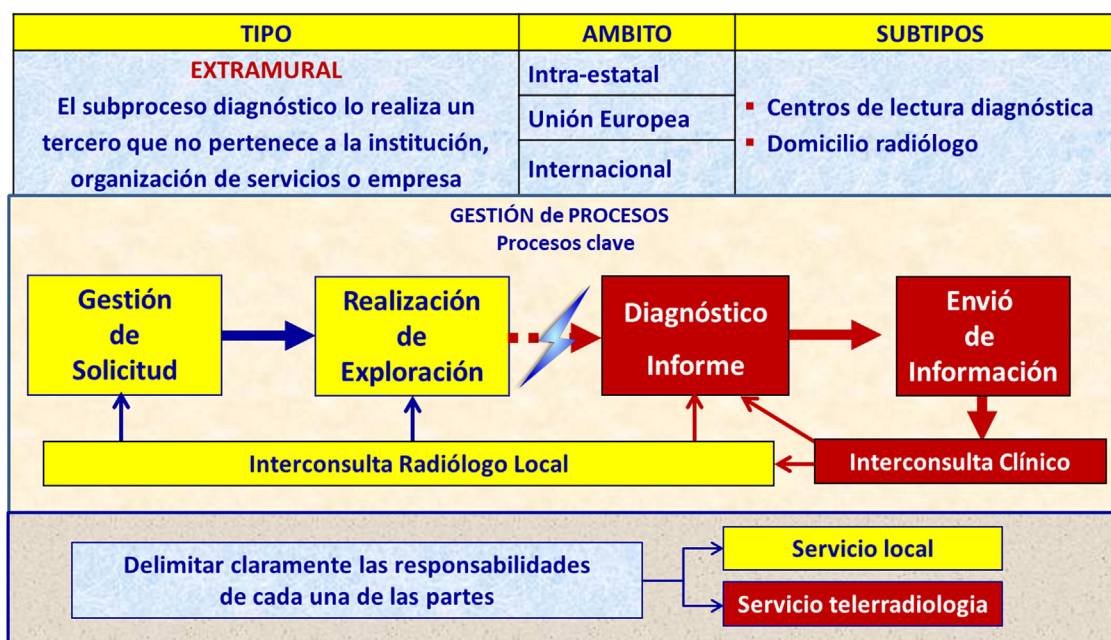 TIPO
AMBITO
SUBTIPOS
EXTRAMURAL
El subproceso diagnóstico lo realiza un
tercero que no pertenece a la institución,
organización de servicios o empresa
Intra-estatal
Unión Europea
Internacional
Centros de lectura diagnóstica
Domicilio radiólogo
GESTIÓN de PROCESOS
Procesos clave
Gestión
de
Solicitud
Realización
de
Exploración
Diagnóstico
Informe
Envió
de
Información
Interconsulta Radiólogo Local
Interconsulta Clínico
Delimitar claramente las responsabilidades
de cada una de las partes
Servicio local
Servicio telerradiologia